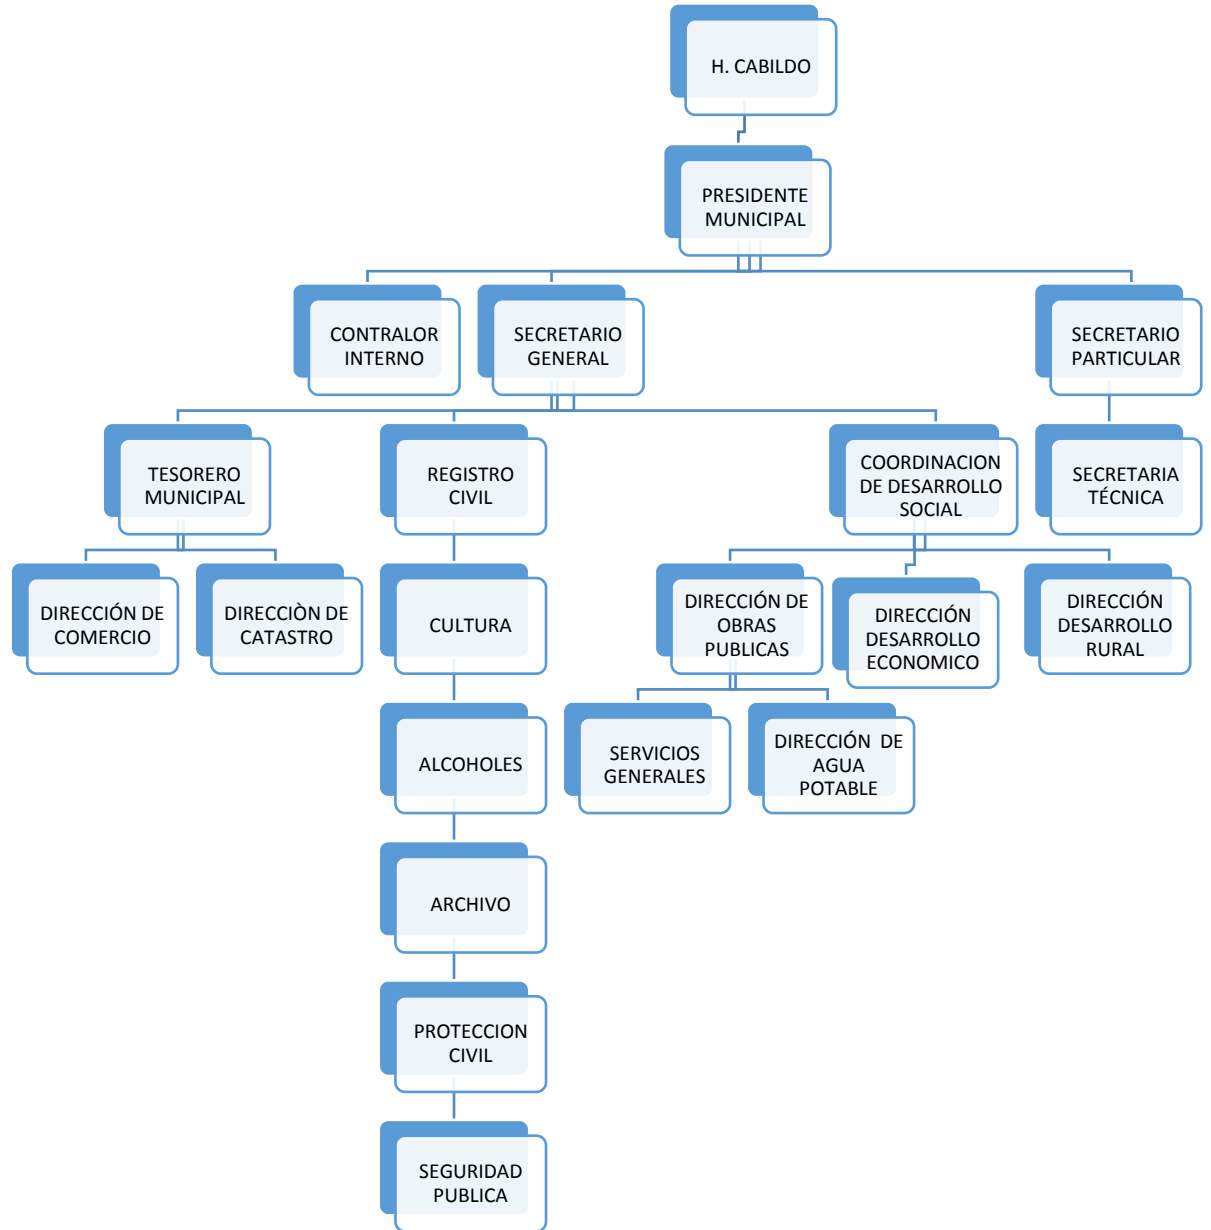 H. CABILDO
PRESIDENTE
MUNICIPAL
CONTRALOR
INTERNO
SECRETARIO
GENERAL
SECRETARIO
PARTICULAR
TESORERO
MUNICIPAL
REGISTRO
CIVIL
COORDINACION
DE DESARROLLO
SOCIAL
SECRETARIA
TÉCNICA
DIRECCIÓN DE
COMERCIO
DIRECCIÒN DE
CATASTRO
CULTURA
DIRECCIÓN DE
OBRAS
PUBLICAS
DIRECCIÓN
DESARROLLO
ECONOMICO
DIRECCIÓN
DESARROLLO
RURAL
ALCOHOLES
SERVICIOS
GENERALES
DIRECCIÓN  DE
AGUA
POTABLE
ARCHIVO
PROTECCION
CIVIL
SEGURIDAD
PUBLICA